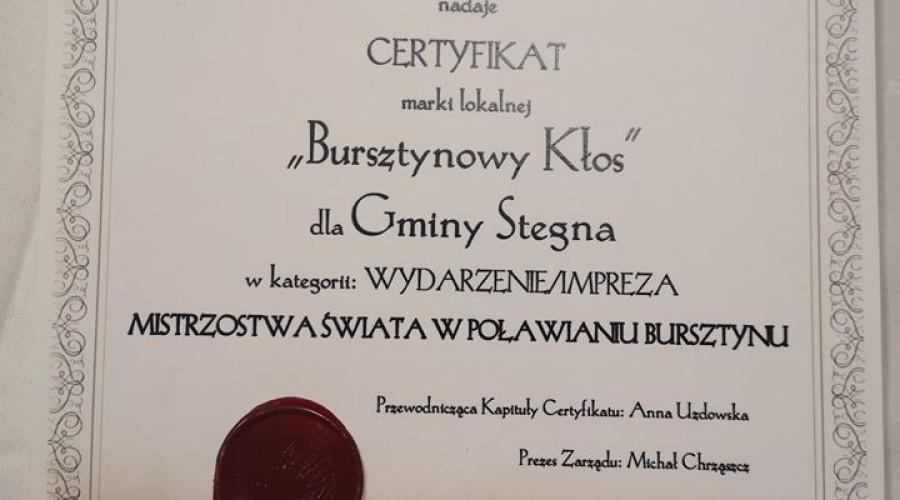 nadaje
CERTYFIKAT
marki lokalnej
„Bursztynowy Kłos”
dla Gminy Stegna
w kategorii: WYDARZENIE/IMPREZA
MISTRZOSTWA ŚWIATA W POŁAWIANIU BURSZTYNU
Przewodnicząca Kapituły Certyfikatu: Anna Uzdowska
Prezes Zarządu: Michał Chrząszcz